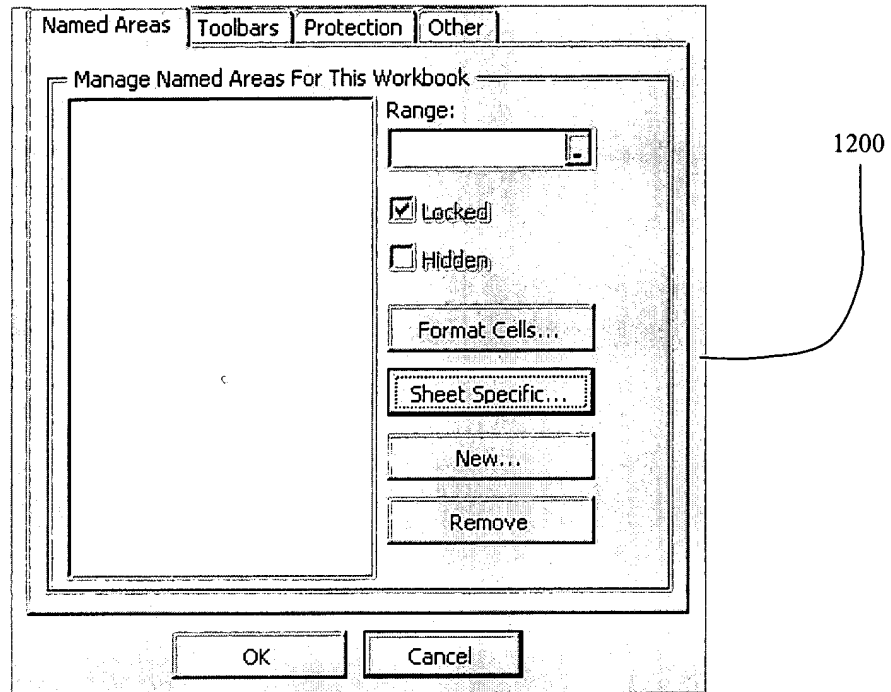 Named Areas Toolbars Protection Other
Manage Named Areas For This Workbook
Range:
1200
Locked
Hidden
Format Cells...
Sheet Specific...
New...
Remove
OK Cancel